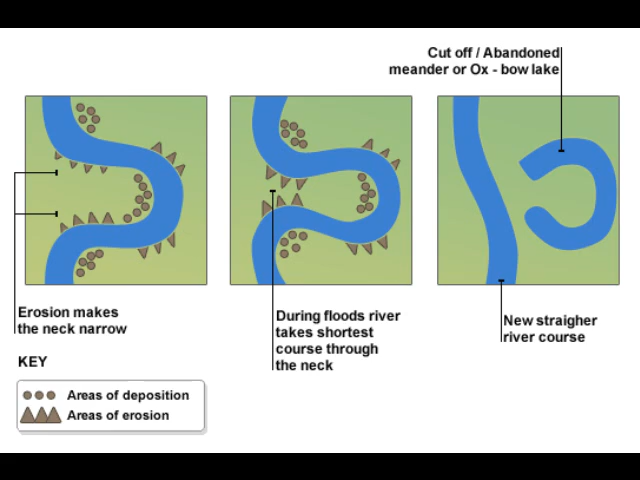 Cut off / Abandoned
meander or Ox - bow lake
Erosion makes
the neck narrow
During floods river
takes shortest
course through
the neck
New straigher
river course
KEY
Areas of deposition
Areas of erosion